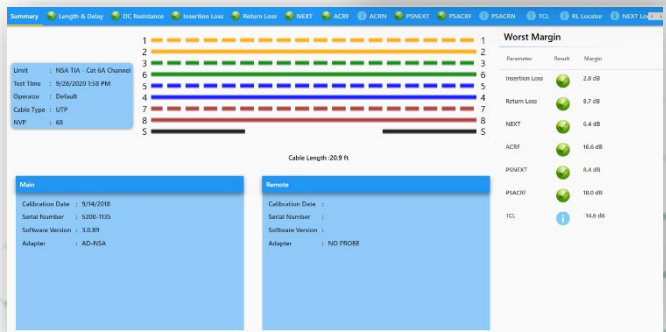 Summary Length & Delay DC Resistance Insertion Loss Return Loss NEXT ACRF ACRN PSNEXT PSACRF PSACRN TCL RL Locator NEXT
1 1
2 2
3 3
6 6
5 5
4 4
7 7
8 8
S S
Limit : NSA TIA - Cat 6A Channel
Test Time : 9/28/2020 1:58 PM
Operator : Default
Cable Type : UTP
NVP : 68
Cable Length :20.9 ft
Main
Calibration Date : 9/14/2018
Serial Number : 5200-1135
Software Version : 3.0.89
Adapter : AD-NSA
Remote
Calibration Date :
Serial Number :
Software Version :
Adapter : NO PROBE
Worst Margin
Parameter Result Margin
Insertion Loss 2.8 dB
Return Loss 8.7 dB
NEXT 6.4 dB
ACRF 16.6 dB
PSNEXT 8.4 dB
PSACRF 18.0 dB
TCL -14.6 dB